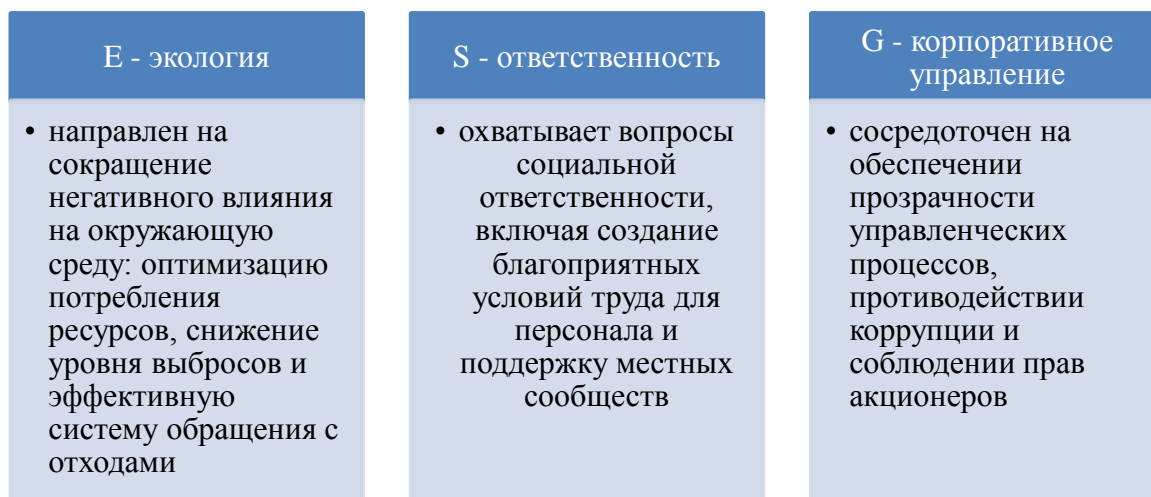 E - экология
• направлен на
сокращение
негативного влияния
на окружающую
среду: оптимизацию
потребления
ресурсов, снижение
уровня выбросов и
эффективную
систему обращения с
отходами
S - ответственность
• охватывает вопросы
социальной
ответственности,
включая создание
благоприятных
условий труда для
персонала и
поддержку местных
сообществ
G - корпоративное
управление
• сосредоточен на
обеспечении
прозрачности
управленческих
процессов,
противодействии
коррупции и
соблюдении прав
акционеров